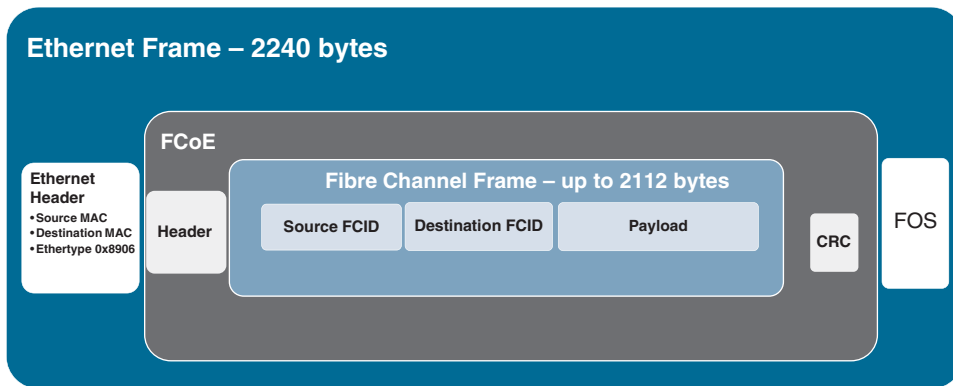 Ethernet Frame – 2240 bytes
FCoE
Ethernet
Header
•Source MAC
•Destination MAC
•Ethertype 0x8906
Header
Fibre Channel Frame – up to 2112 bytes
Source FCID
Destination FCID
Payload
CRC
FOS